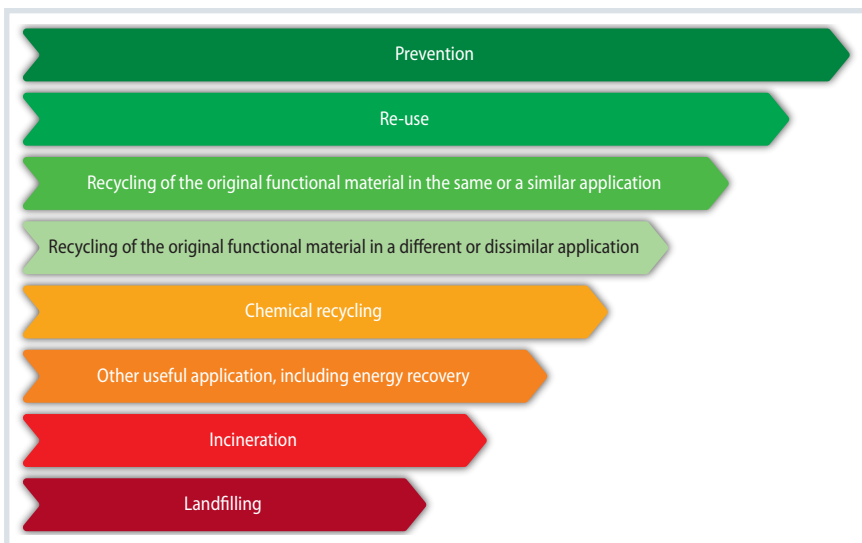 Prevention
Re-use
Recycling of the original functional material in the same or a similar application
Recycling of the original functional material in a different or dissimilar application
Chemical recycling
Other useful application, including energy recovery
Incineration
Landfilling